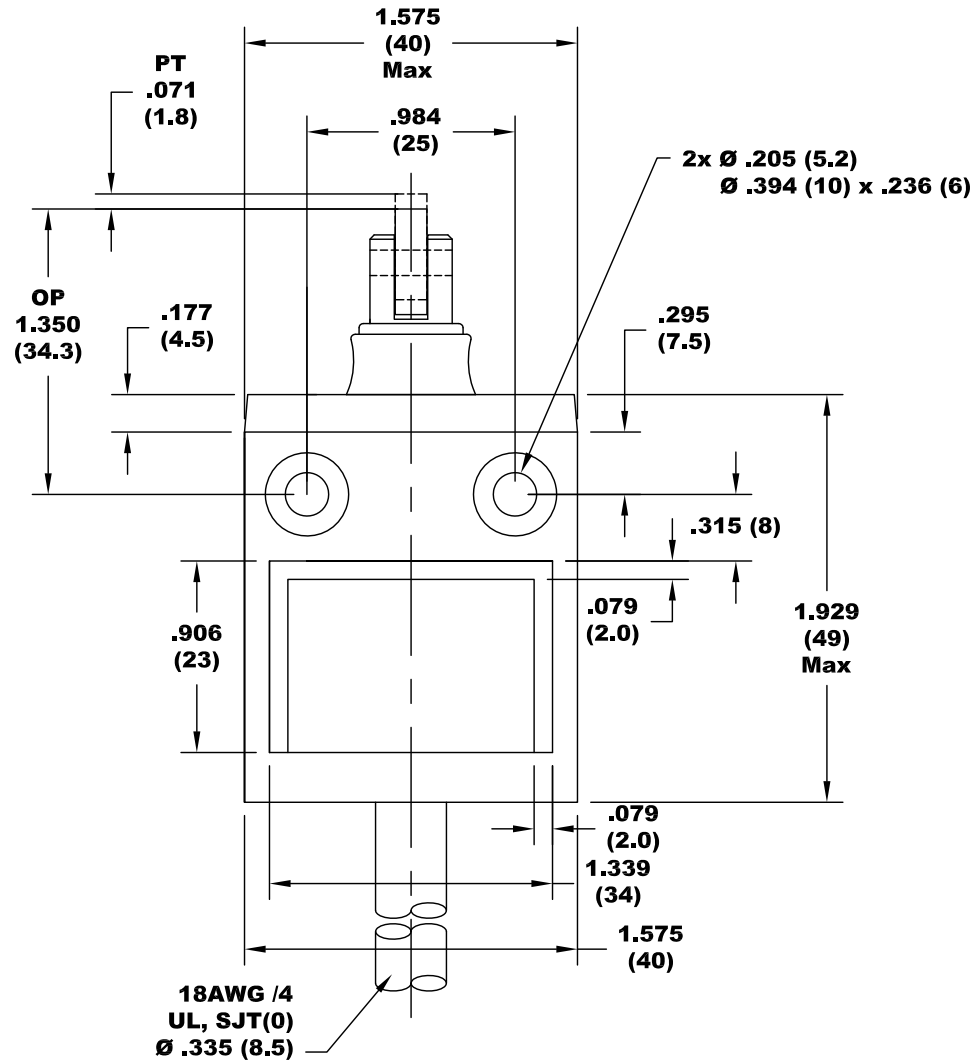 1.575
(40)
Max
PT
.071
(1.8)
.984
(25)
2x Ø .205 (5.2)
Ø .394 (10) x .236 (6)
OP
1.350
(34.3)
.177
(4.5)
.295
(7.5)
.315 (8)
.079
(2.0)
.906
(23)
1.929
(49)
Max
.079
(2.0)
1.339
(34)
1.575
(40)
18AWG /4
UL, SJT(0)
Ø .335 (8.5)